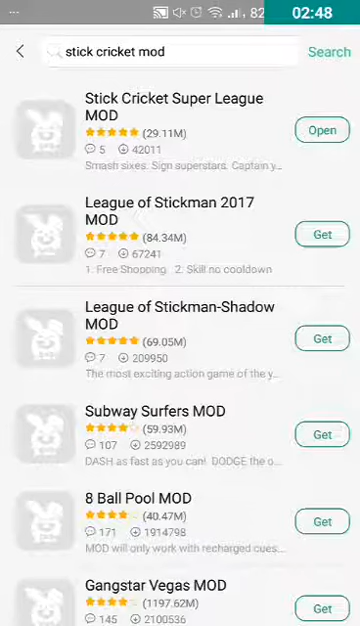 82 02:48
stick cricket mod Search
Stick Cricket Super League
MOD
(29.11M)
Open
5 42011
Smash sixes. Sign superstars. Captain y...
League of Stickman 2017
MOD
(84.34M)
Get
7 67241
1. Free Shopping 2. Skill no cooldown
League of Stickman-Shadow
MOD
(69.05M)
Get
7 209950
The most exciting action game of the y...
Subway Surfers MOD
(59.93M)
Get
107 2592989
DASH as fast as you can! DODGE the o...
8 Ball Pool MOD
(40.47M)
Get
171 1914798
MOD will only work with recharged cues...
Gangstar Vegas MOD
(1197.62M)
Get
145 2100536